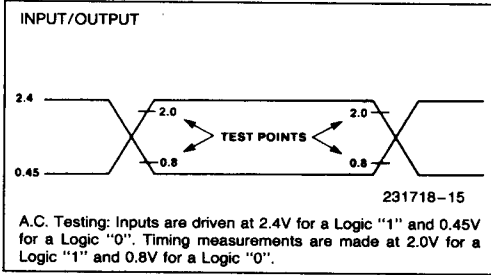 INPUT/OUTPUT
2.4
2.0
2.0
TEST POINTS
0.8
0.8
0.45
231718–15
A.C. Testing: Inputs are driven at 2.4V for a Logic "1" and 0.45V
for a Logic "0". Timing measurements are made at 2.0V for a
Logic "1" and 0.8V for a Logic "0".